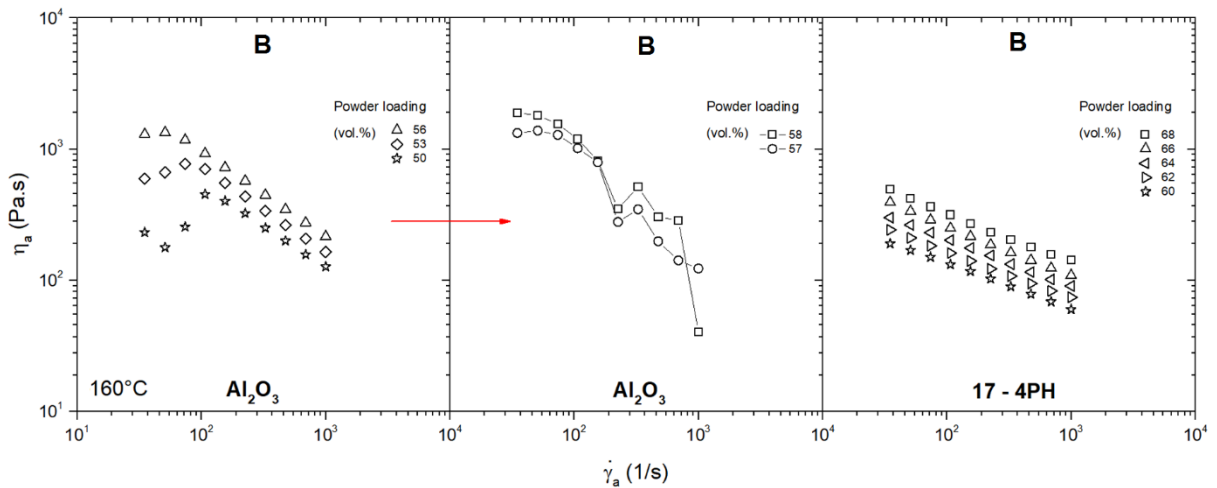 10⁴
B
B
B
Powder loading
(vol.%)
56
53
50
Powder loading
(vol.%)
58
57
Powder loading
(vol.%)
68
66
64
62
60
10³
ηₐ (Pa.s)
10²
160°C
Al₂O₃
Al₂O₃
17 - 4PH
10¹
10¹
10²
10³
10²
10³
10²
10³
10⁴
10⁴
10⁴
γ̇ₐ (1/s)